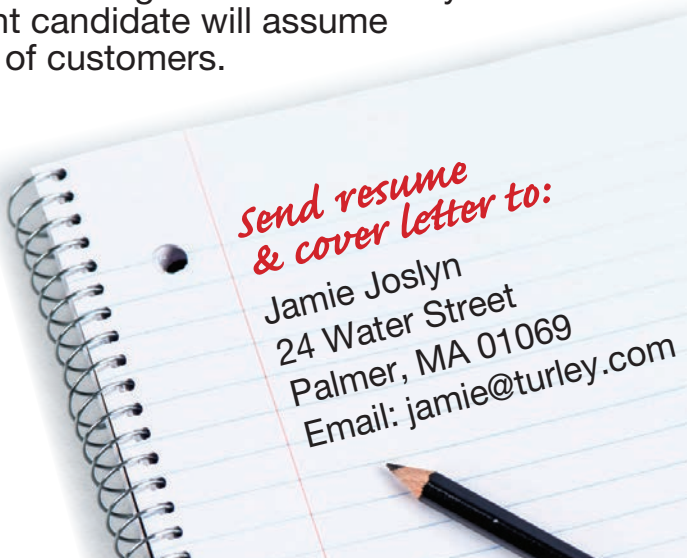 nt candidate will assume
of customers.
Send resume
& cover letter to:
Jamie Joslyn
24 Water Street
Palmer, MA 01069
Email: jamie@turley.com